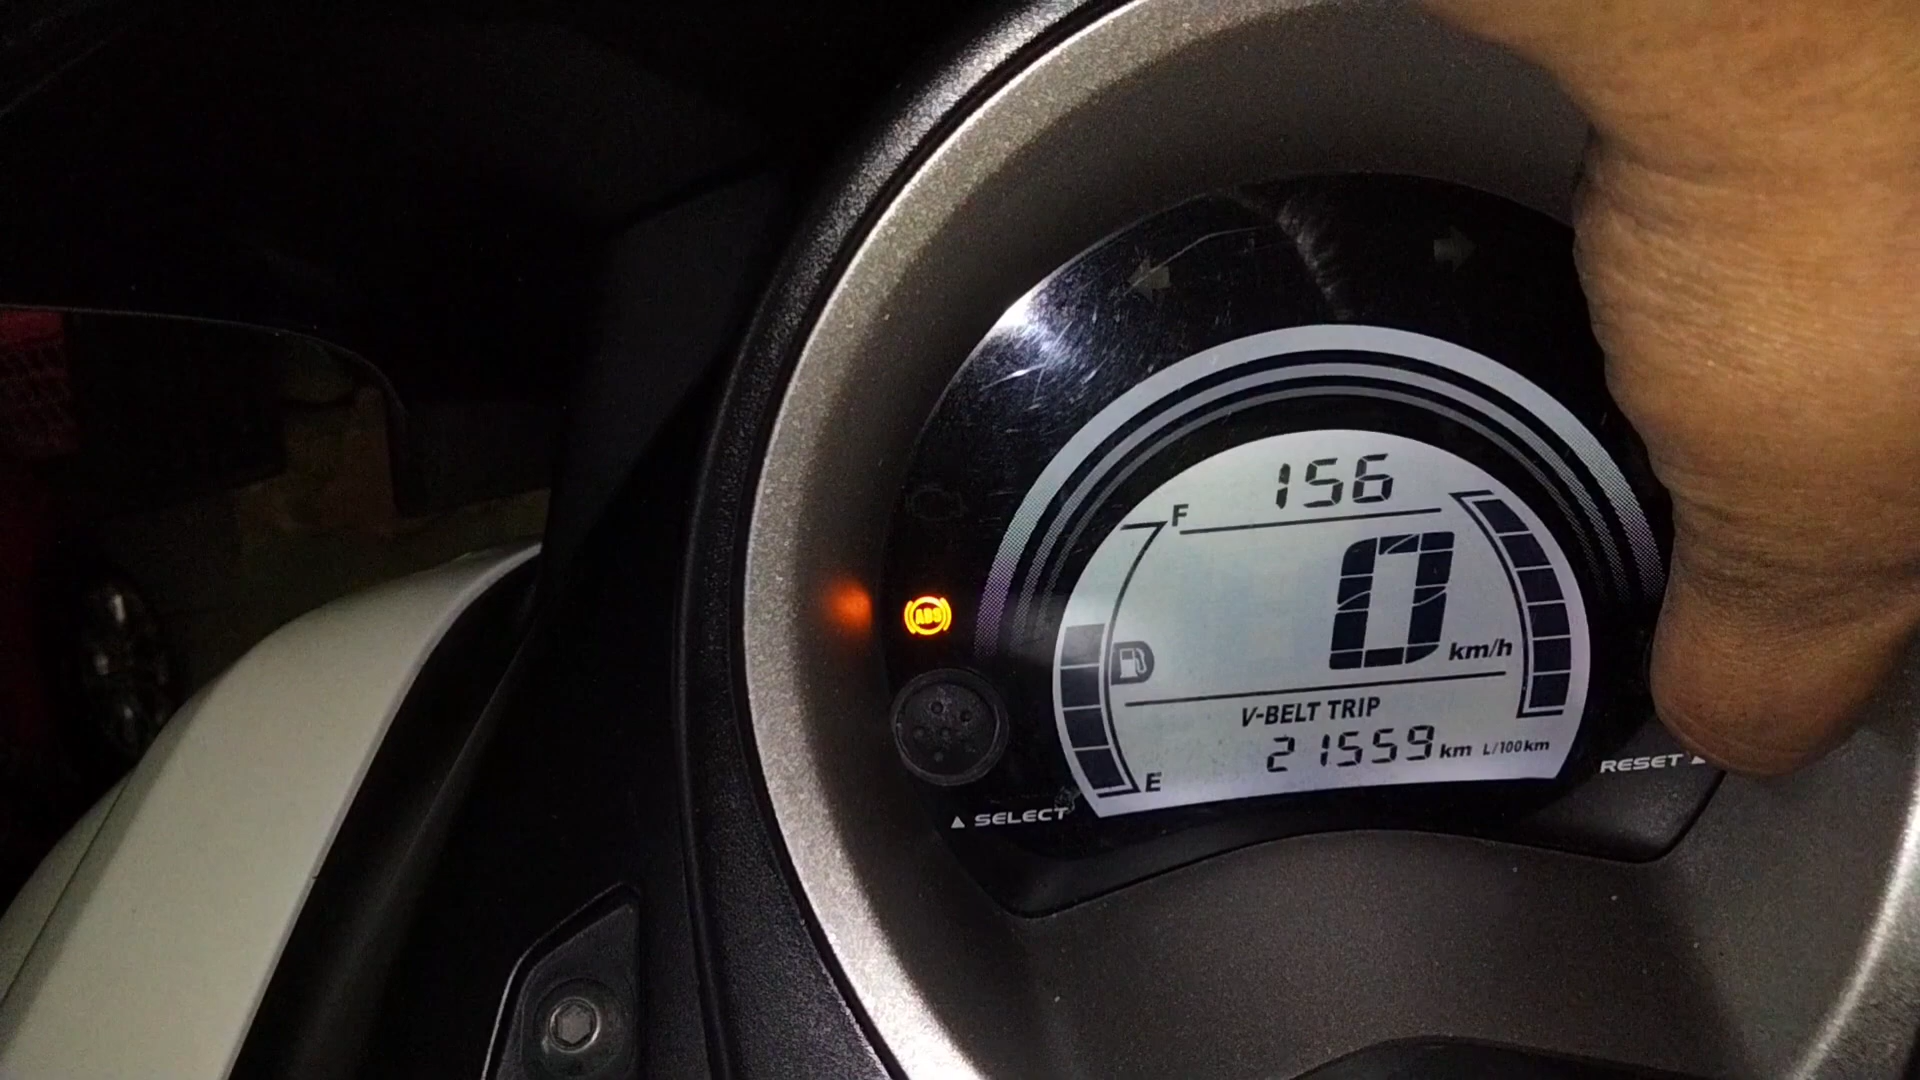 156
F
0 km/h
V-BELT TRIP
21559 km L/100km
E
ABS
▲ SELECT
RESET ▲